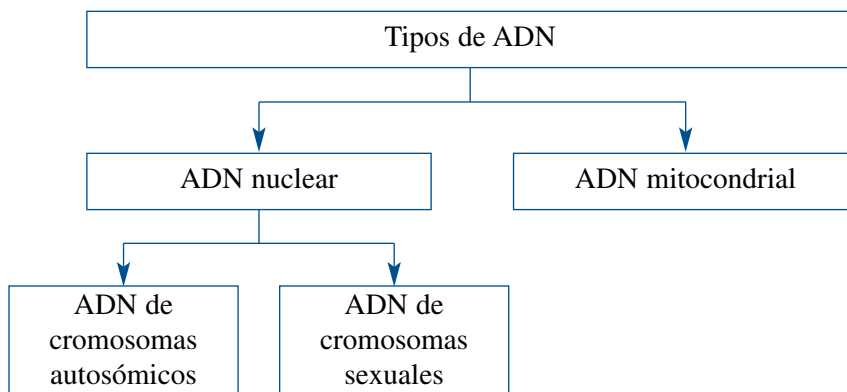 Tipos de ADN
ADN nuclear
ADN mitocondrial
ADN de
cromosomas
autosómicos
ADN de
cromosomas
sexuales